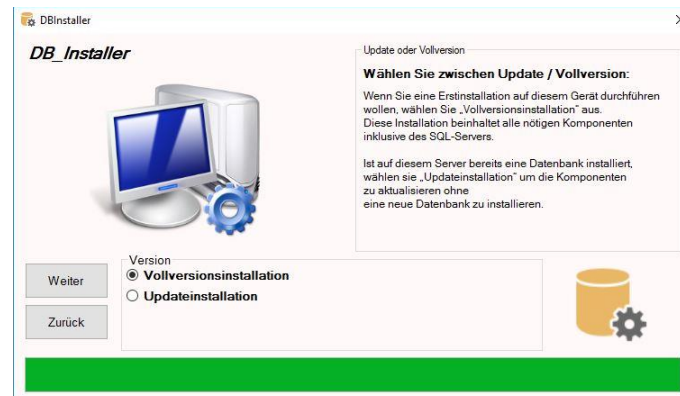 DBInstaller
DB_Installer
Update oder Vollversion
Wählen Sie zwischen Update / Vollversion:
Wenn Sie eine Erstinstallation auf diesem Gerät durchführen
wollen, wählen Sie „Vollversionsinstallation" aus.
Diese Installation beinhaltet alle nötigen Komponenten
inklusive des SQL-Servers.
Ist auf diesem Server bereits eine Datenbank installiert,
wählen sie „Updateinstallation" um die Komponenten
zu aktualisieren ohne
eine neue Datenbank zu installieren.
Version
Vollversionsinstallation
Updateinstallation
Weiter
Zurück